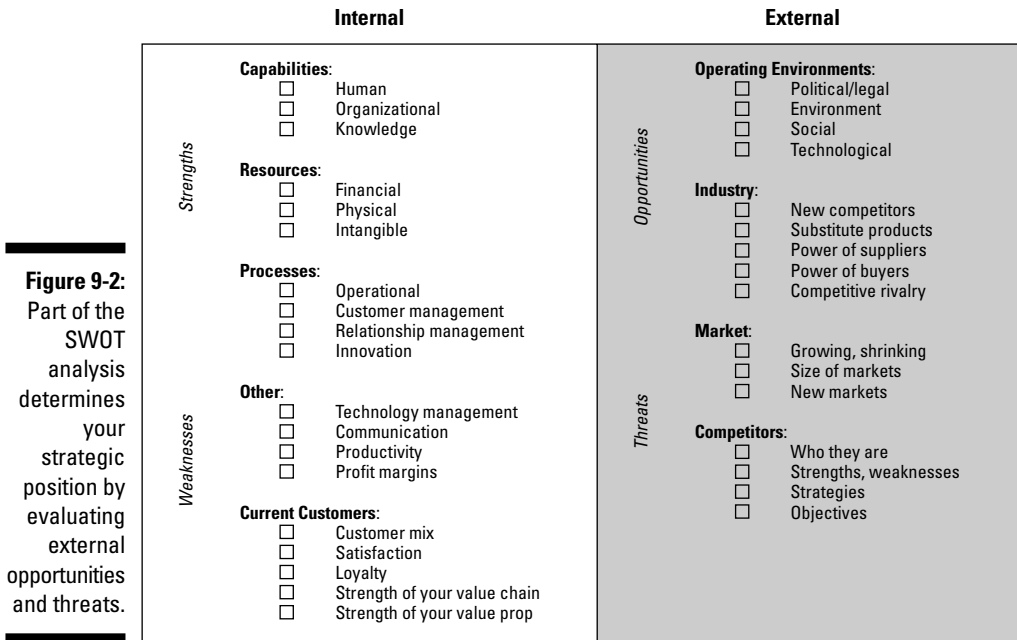 Internal
External
Figure 9-2:
Part of the
SWOT
analysis
determines
your
strategic
position by
evaluating
external
opportunities
and threats.
Strengths
Weaknesses
Capabilities:
Human
Organizational
Knowledge
Resources:
Financial
Physical
Intangible
Processes:
Operational
Customer management
Relationship management
Innovation
Other:
Technology management
Communication
Productivity
Profit margins
Current Customers:
Customer mix
Satisfaction
Loyalty
Strength of your value chain
Strength of your value prop
Opportunities
Threats
Operating Environments:
Political/legal
Environment
Social
Technological
Industry:
New competitors
Substitute products
Power of suppliers
Power of buyers
Competitive rivalry
Market:
Growing, shrinking
Size of markets
New markets
Competitors:
Who they are
Strengths, weaknesses
Strategies
Objectives